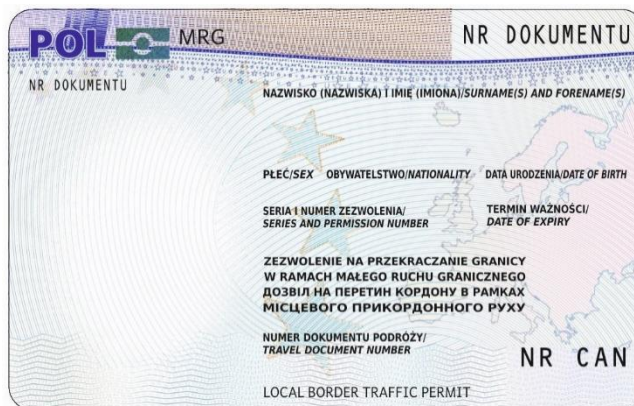 POL MRG NR DOKUMENTU
NR DOKUMENTU
NAZWISKO (NAZWISKA) I IMIĘ (IMIONA)/SURNAME(S) AND FORENAME(S)
PŁEĆ/SEX OBYWATELSTWO/NATIONALITY DATA URODZENIA/DATE OF BIRTH
SERIA I NUMER ZEZWOLENIA/ TERMIN WAŻNOŚCI/
SERIES AND PERMISSION NUMBER DATE OF EXPIRY
ZEZWOLENIE NA PRZEKRACZANIE GRANICY
W RAMACH MAŁEGO RUCHU GRANICZNEGO
ДОЗВІЛ НА ПЕРЕТИН КОРДОНУ В РАМКАХ
МІСЦЕВОГО ПРИКОРДОННОГО РУХУ
NUMER DOKUMENTU PODRÓŻY/
TRAVEL DOCUMENT NUMBER
NR CAN
LOCAL BORDER TRAFFIC PERMIT